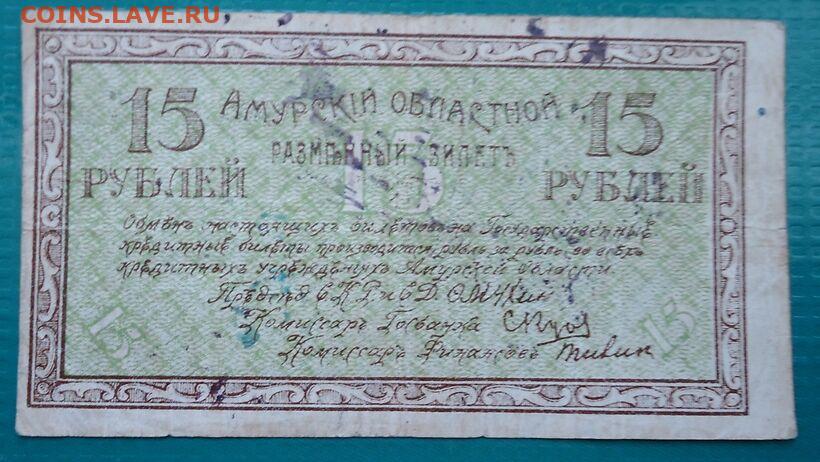 COINS.LAVE.RU
15 АМУРСКІЙ ОБЛАСТНОЙ 15
РАЗМѢННЫЙ БИЛЕТЪ
15
РУБЛЕЙ РУБЛЕЙ
Обмѣнъ настоящихъ билетовъ на Государственные
кредитные билеты производится рубль за рубль во всѣхъ
кредитныхъ учрежденіяхъ Амурской Области.
Предсѣд.
Комиссаръ Госбанка
Комиссаръ Финансовъ
15 15